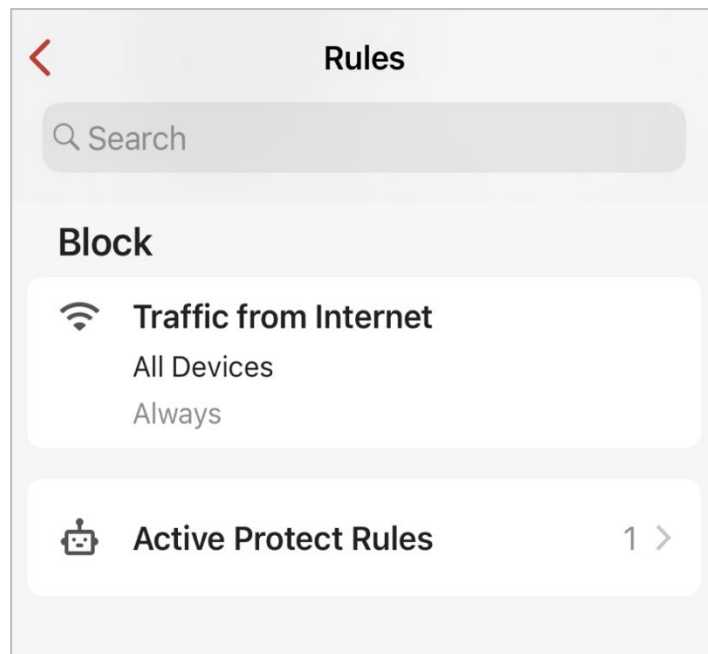 Rules
Search
Block
Traffic from Internet
All Devices
Always
Active Protect Rules 1